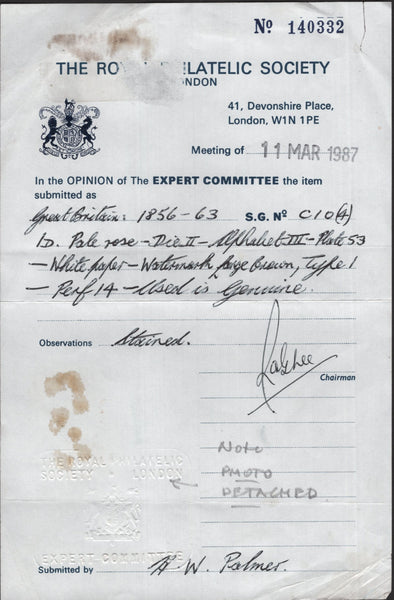 Nº 140332
THE ROYAL PHILATELIC SOCIETY
LONDON
41, Devonshire Place,
London, W1N 1PE
Meeting of 11 MAR 1987
In the OPINION of The EXPERT COMMITTEE the item
submitted as
Great Britain: 1856-63 S.G. Nº C10(4)
1D. Pale rose - Die II - Alphabet III - Plate 53
- White paper - Watermark large Crown, Type 1
- Perf 14 - Used is Genuine.
Observations Stained.
Chairman
Note
PHOTO
DETACHED
THE ROYAL PHILATELIC
SOCIETY LONDON
EXPERT COMMITTEE
Submitted by H. W. Palmer.